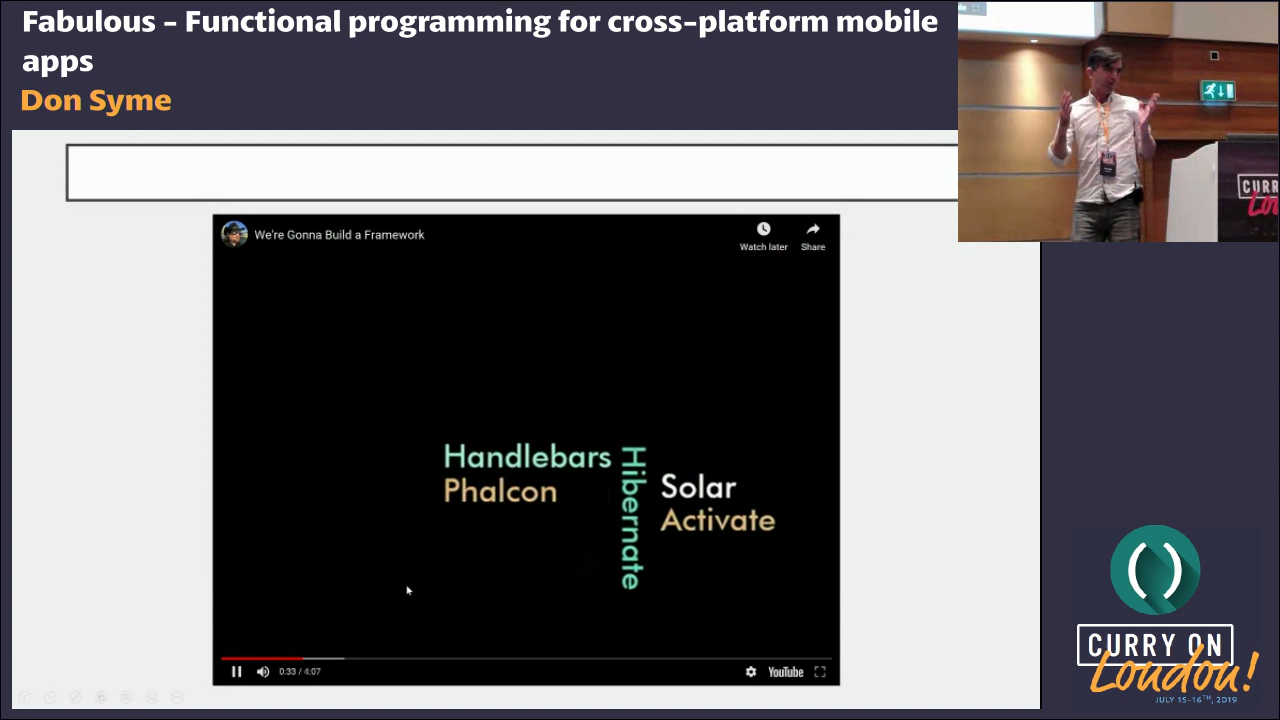 Fabulous – Functional programming for cross-platform mobile
apps
Don Syme
We're Gonna Build a Framework
Watch later
Share
Handlebars
Phalcon
Hibernate
Solar
Activate
0:33 / 4:07
YouTube
CURRY ON
London!
JULY 15-16TH, 2019